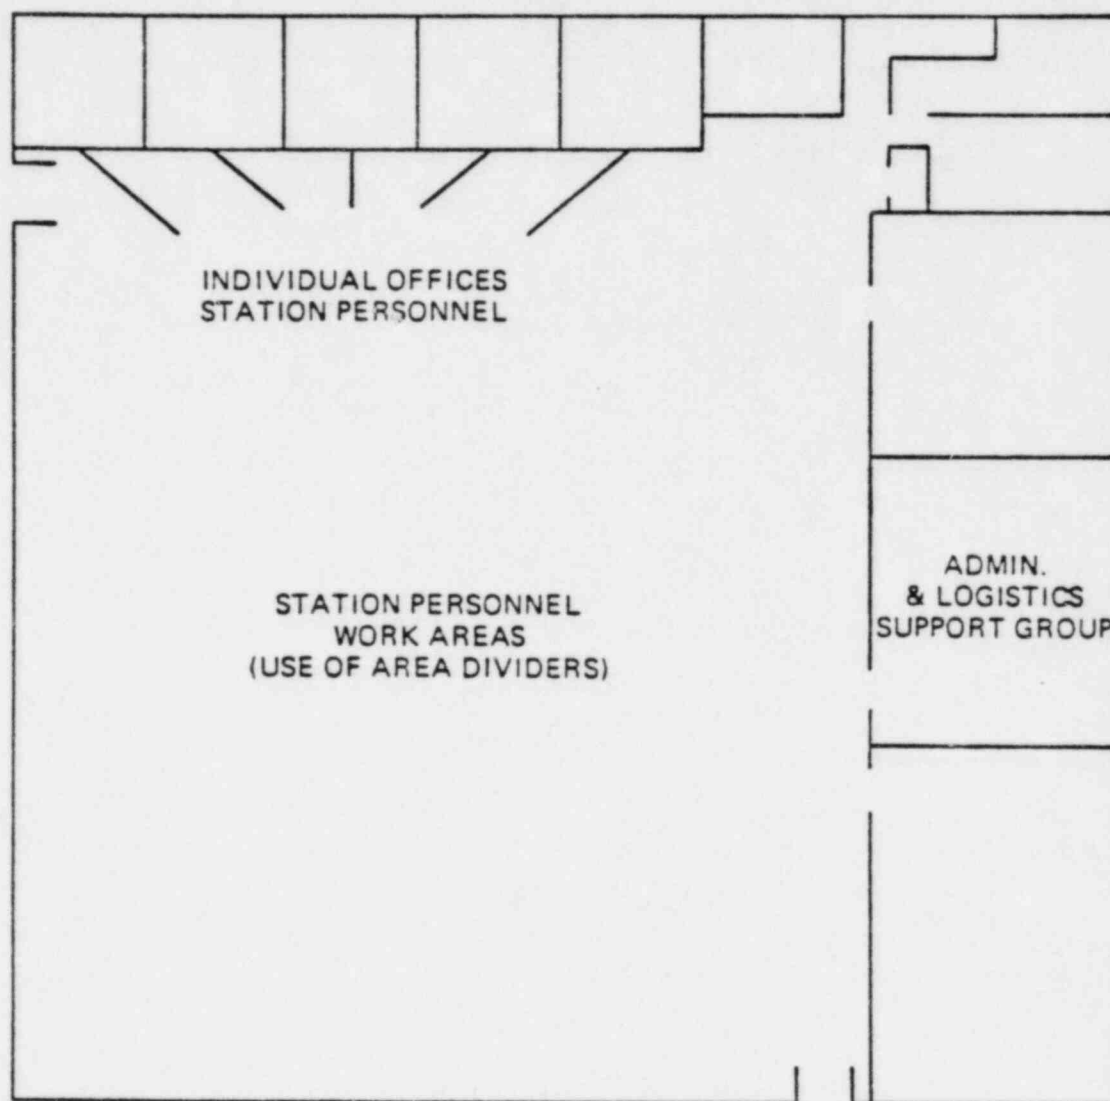 INDIVIDUAL OFFICES
STATION PERSONNEL
STATION PERSONNEL
WORK AREAS
(USE OF AREA DIVIDERS)
ADMIN.
& LOGISTICS
SUPPORT GROUP